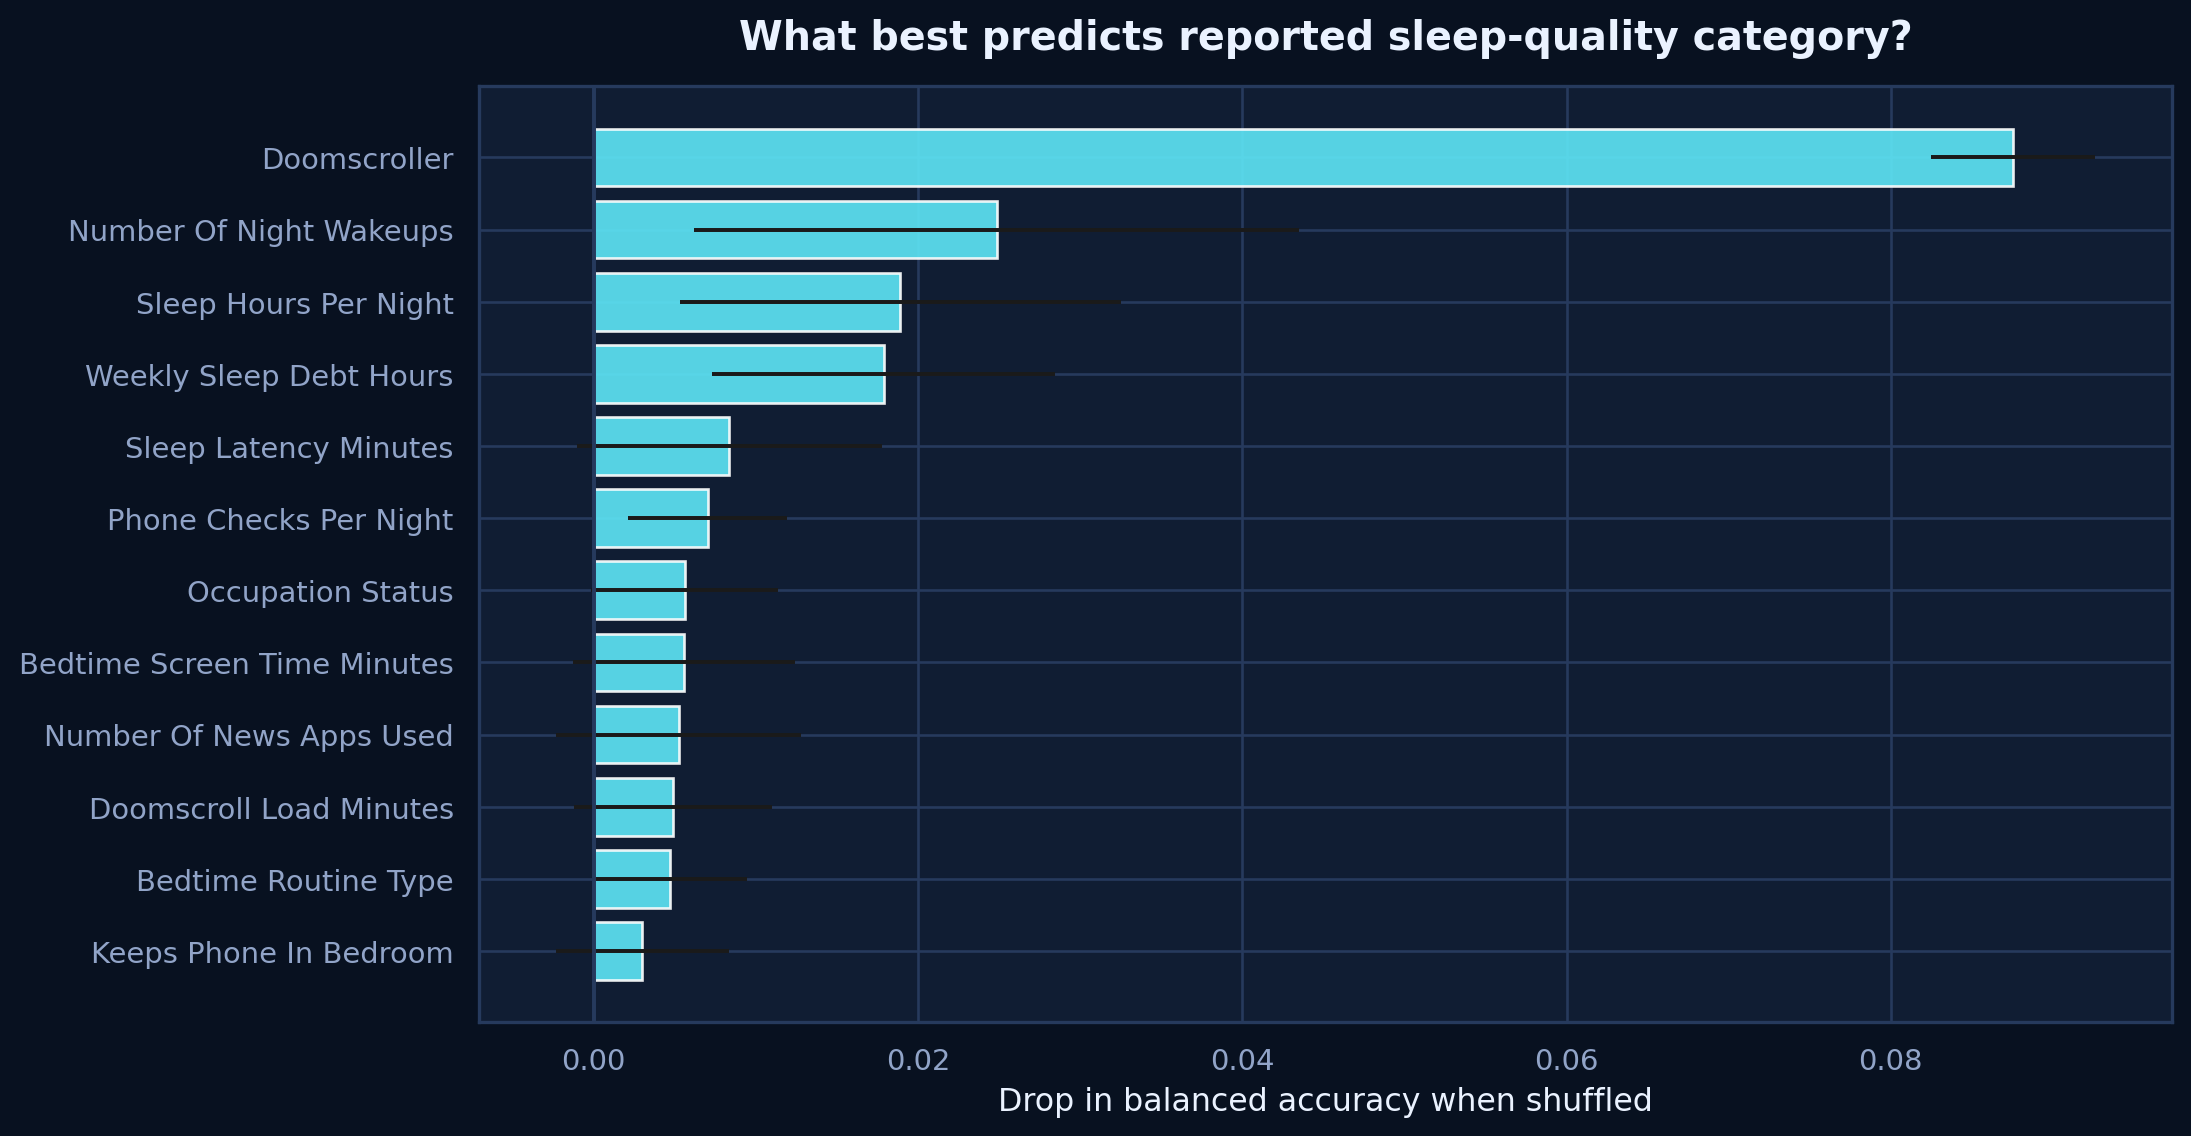 What best predicts reported sleep-quality category?
Doomscroller
Number Of Night Wakeups
Sleep Hours Per Night
Weekly Sleep Debt Hours
Sleep Latency Minutes
Phone Checks Per Night
Occupation Status
Bedtime Screen Time Minutes
Number Of News Apps Used
Doomscroll Load Minutes
Bedtime Routine Type
Keeps Phone In Bedroom
0.00 0.02 0.04 0.06 0.08
Drop in balanced accuracy when shuffled